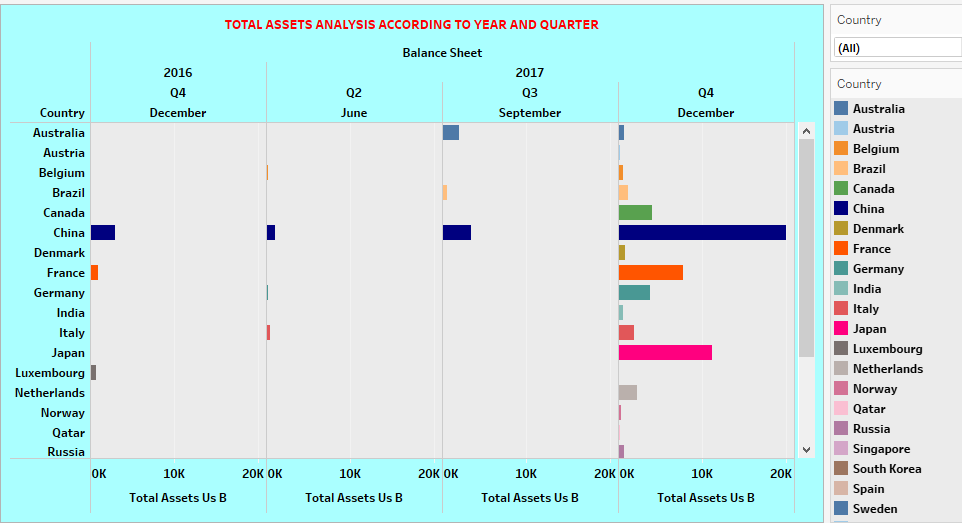 TOTAL ASSETS ANALYSIS ACCORDING TO YEAR AND QUARTER
Balance Sheet
2016 2017
Q4 Q2 Q3 Q4
Country December June September December
Australia
Austria
Belgium
Brazil
Canada
China
Denmark
France
Germany
India
Italy
Japan
Luxembourg
Netherlands
Norway
Qatar
Russia
0K 10K 20K 0K 10K 20K 0K 10K 20K 0K 10K 20K
Total Assets Us B Total Assets Us B Total Assets Us B Total Assets Us B
Country
(All)
Country
Australia
Austria
Belgium
Brazil
Canada
China
Denmark
France
Germany
India
Italy
Japan
Luxembourg
Netherlands
Norway
Qatar
Russia
Singapore
South Korea
Spain
Sweden